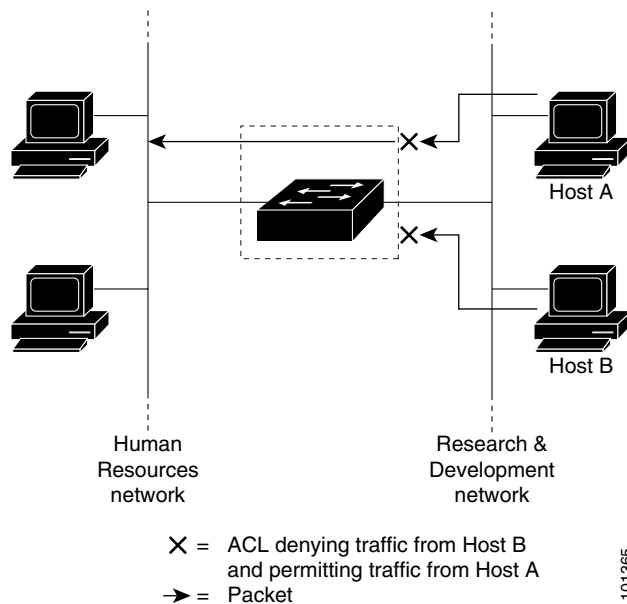 Host A
Host B
Human
Resources
network
Research &
Development
network
X = ACL denying traffic from Host B
and permitting traffic from Host A
= Packet
101365